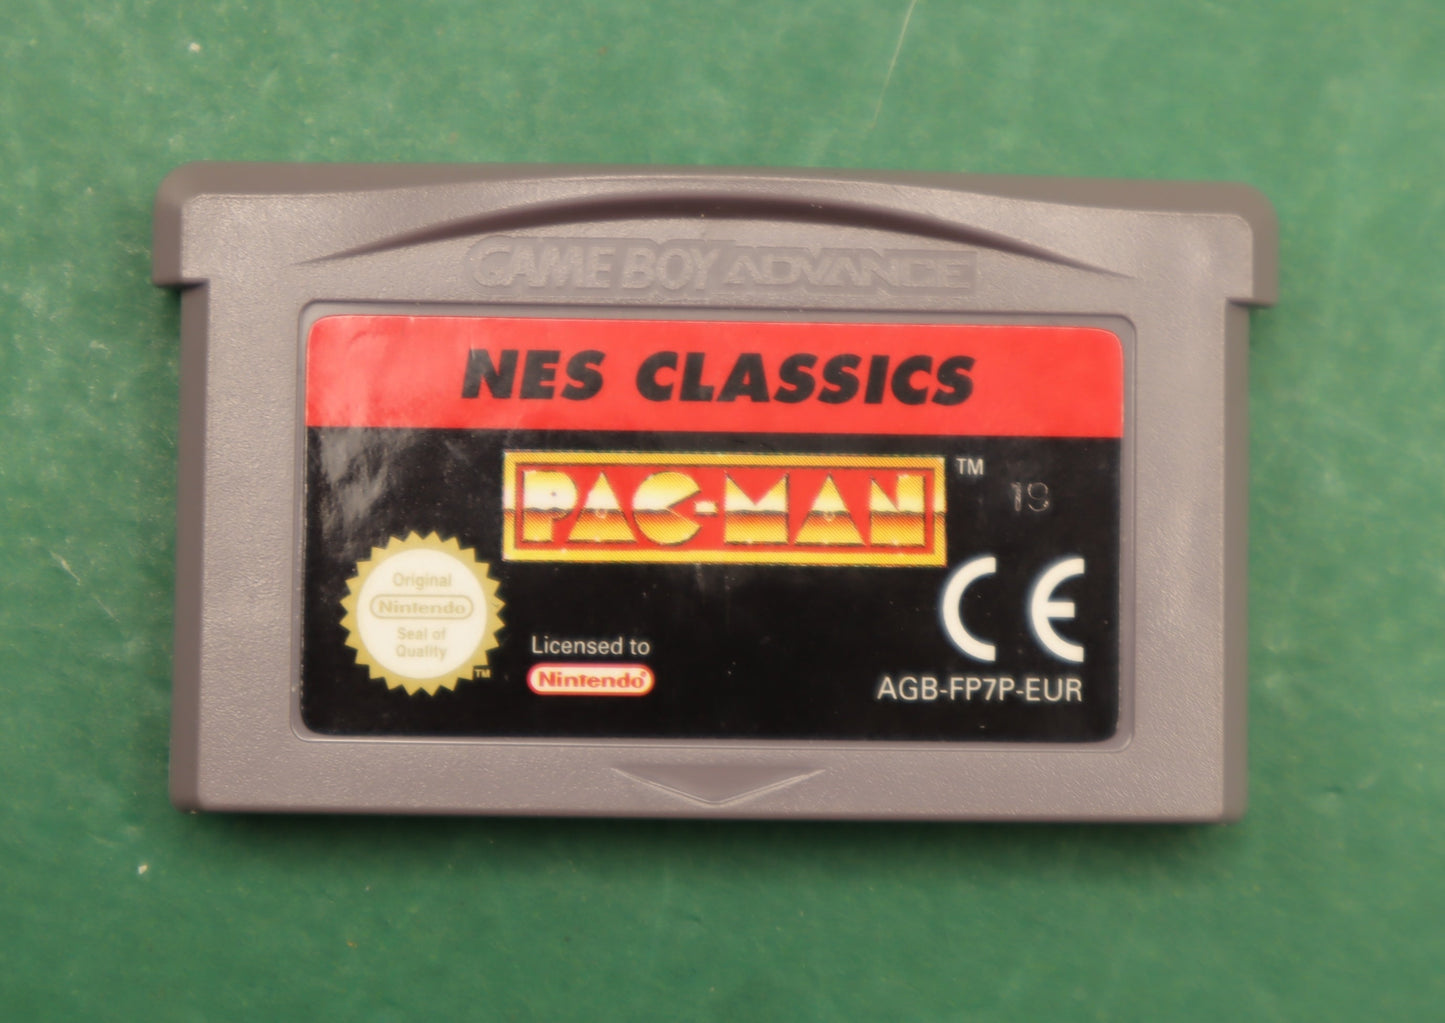 GAME BOY ADVANCE
NES CLASSICS
PAC-MAN TM
19
CE
Original
Nintendo
Seal of
Quality
TM
Licensed to
Nintendo®
AGB-FP7P-EUR